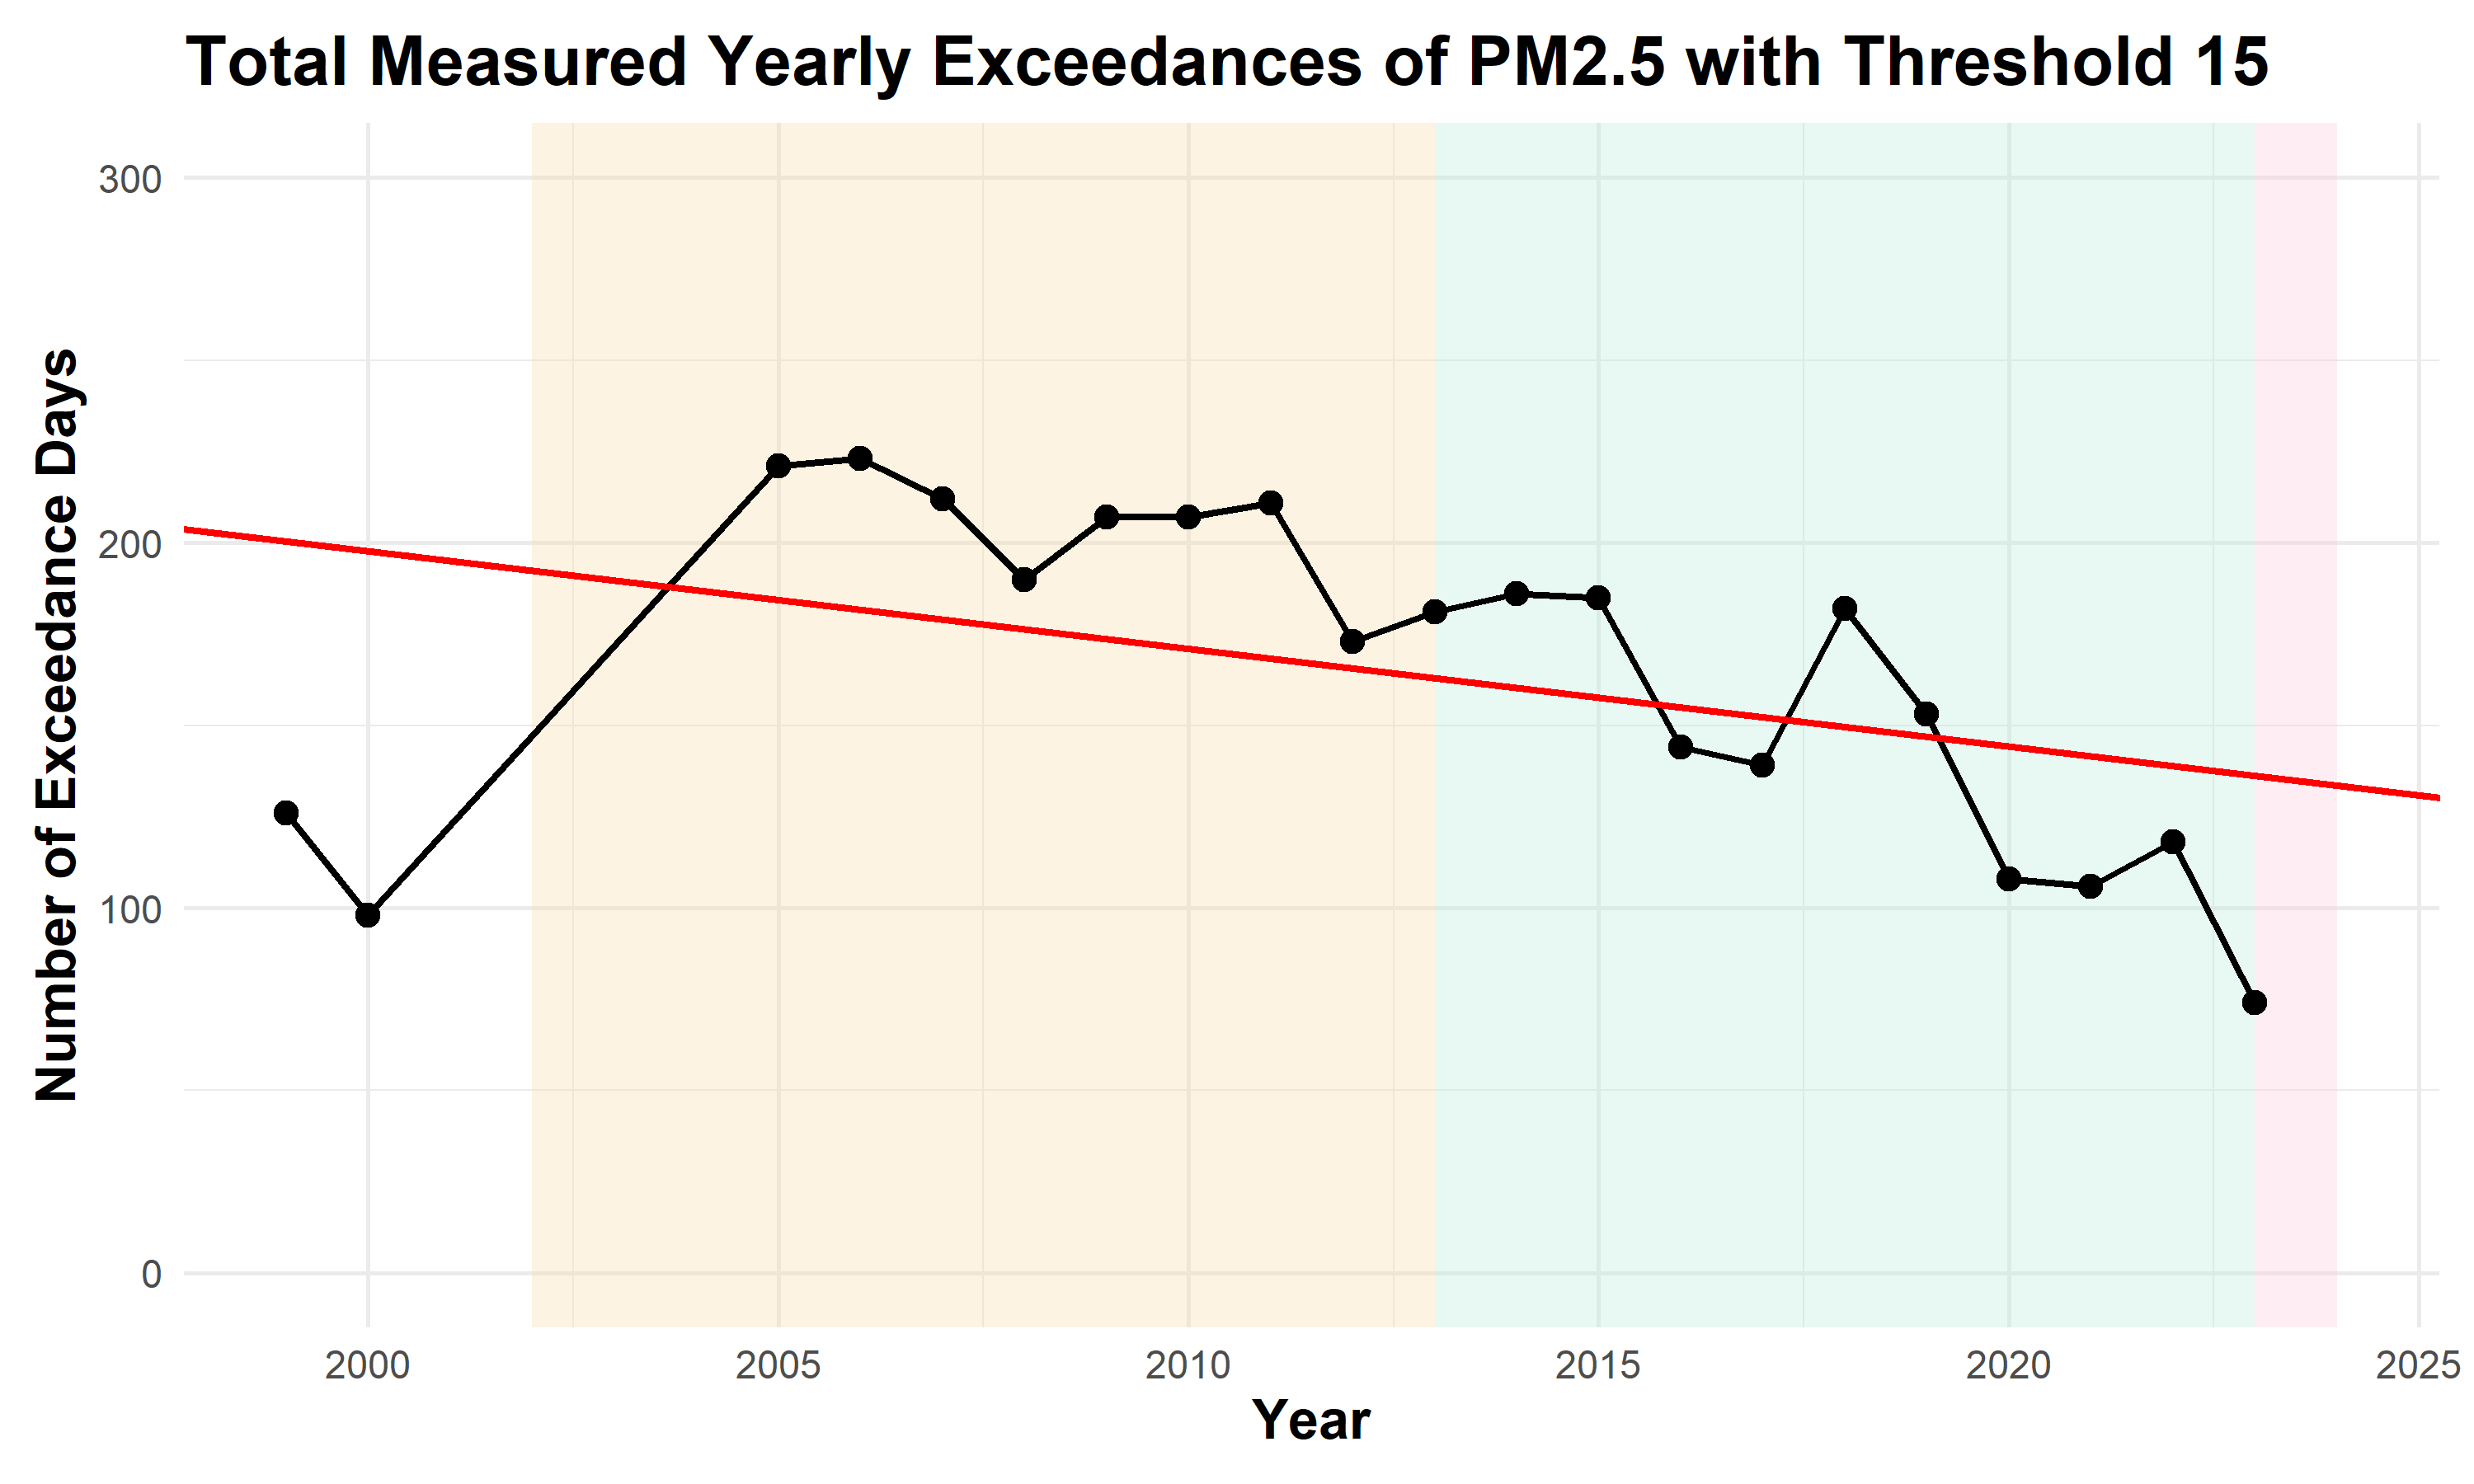 Total Measured Yearly Exceedances of PM2.5 with Threshold 15
Number of Exceedance Days
300
200
100
0
2000 2005 2010 2015 2020 2025
Year